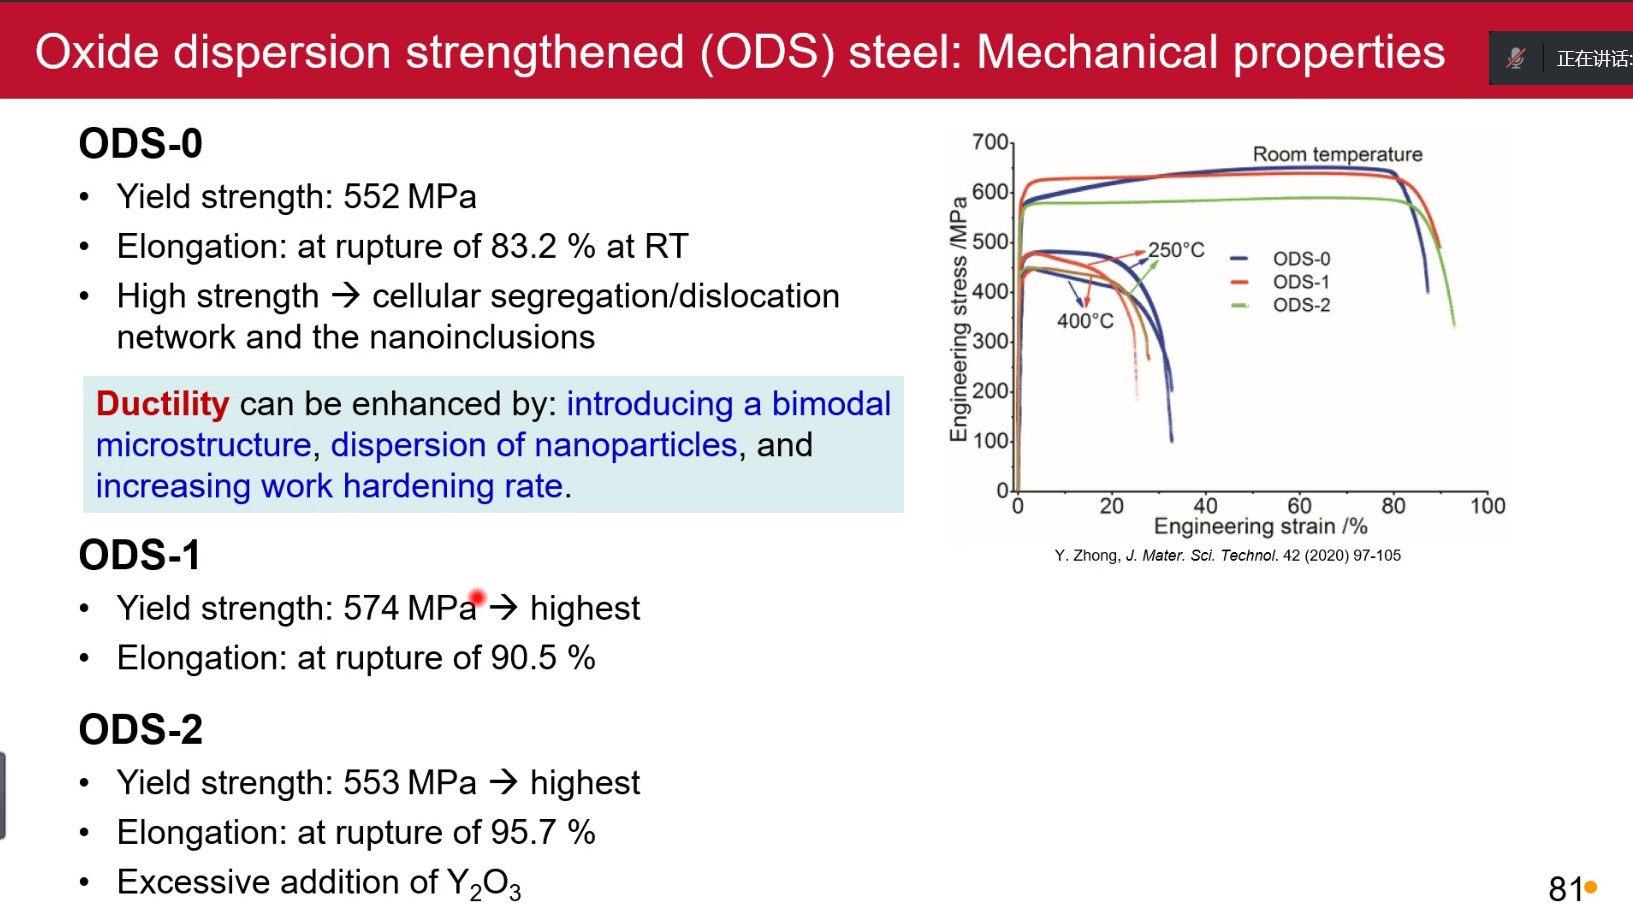 Oxide dispersion strengthened (ODS) steel: Mechanical properties
正在讲话:
ODS-0
• Yield strength: 552 MPa
• Elongation: at rupture of 83.2 % at RT
• High strength → cellular segregation/dislocation
network and the nanoinclusions
Ductility can be enhanced by: introducing a bimodal
microstructure, dispersion of nanoparticles, and
increasing work hardening rate.
ODS-1
• Yield strength: 574 MPa → highest
• Elongation: at rupture of 90.5 %
ODS-2
• Yield strength: 553 MPa → highest
• Elongation: at rupture of 95.7 %
• Excessive addition of Y₂O₃
Engineering stress /MPa
700
600
500
400
300
200
100
0
Room temperature
250°C
400°C
ODS-0
ODS-1
ODS-2
0 20 40 60 80 100
Engineering strain /%
Y. Zhong, J. Mater. Sci. Technol. 42 (2020) 97-105
81